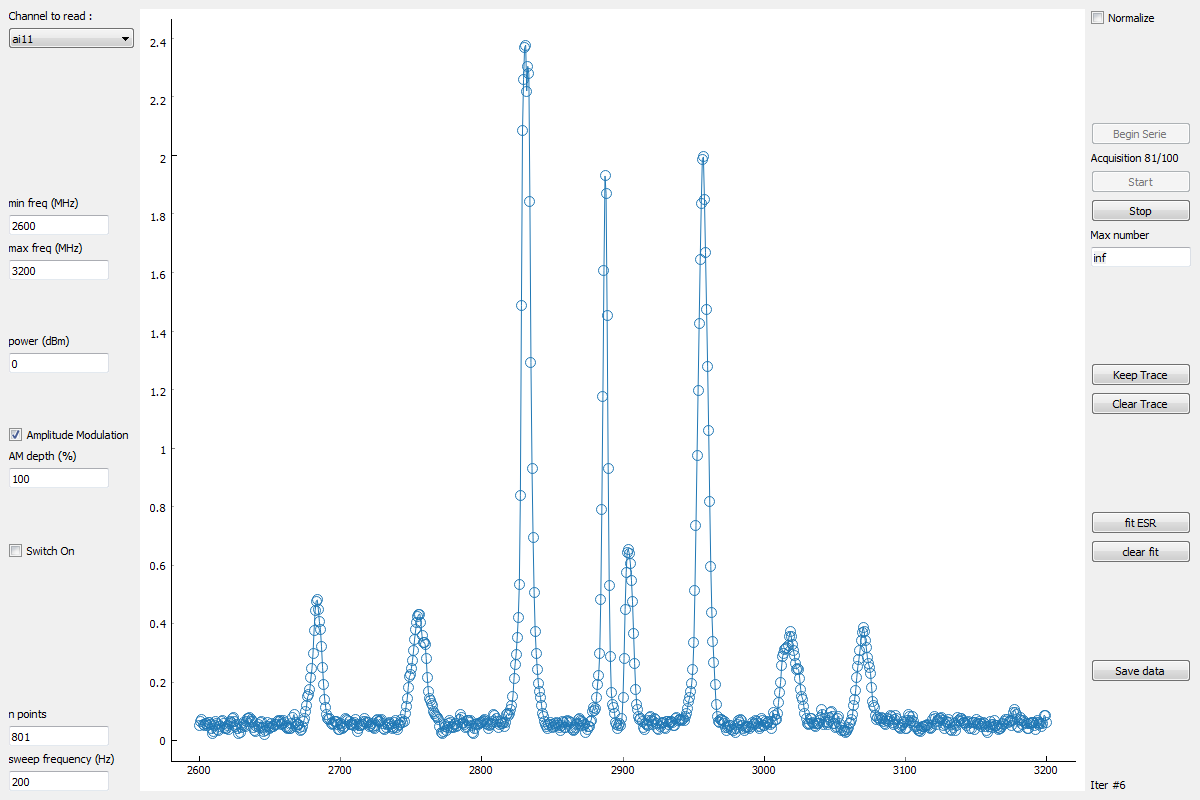 Channel to read :
ai11
min freq (MHz)
2600
max freq (MHz)
3200
power (dBm)
0
Amplitude Modulation
AM depth (%)
100
Switch On
n points
801
sweep frequency (Hz)
200
2.4
2.2
2
1.8
1.6
1.4
1.2
1
0.8
0.6
0.4
0.2
0
2600
2700
2800
2900
3000
3100
3200
Normalize
Begin Serie
Acquisition 81/100
Start
Stop
Max number
inf
Keep Trace
Clear Trace
fit ESR
clear fit
Save data
Iter #6